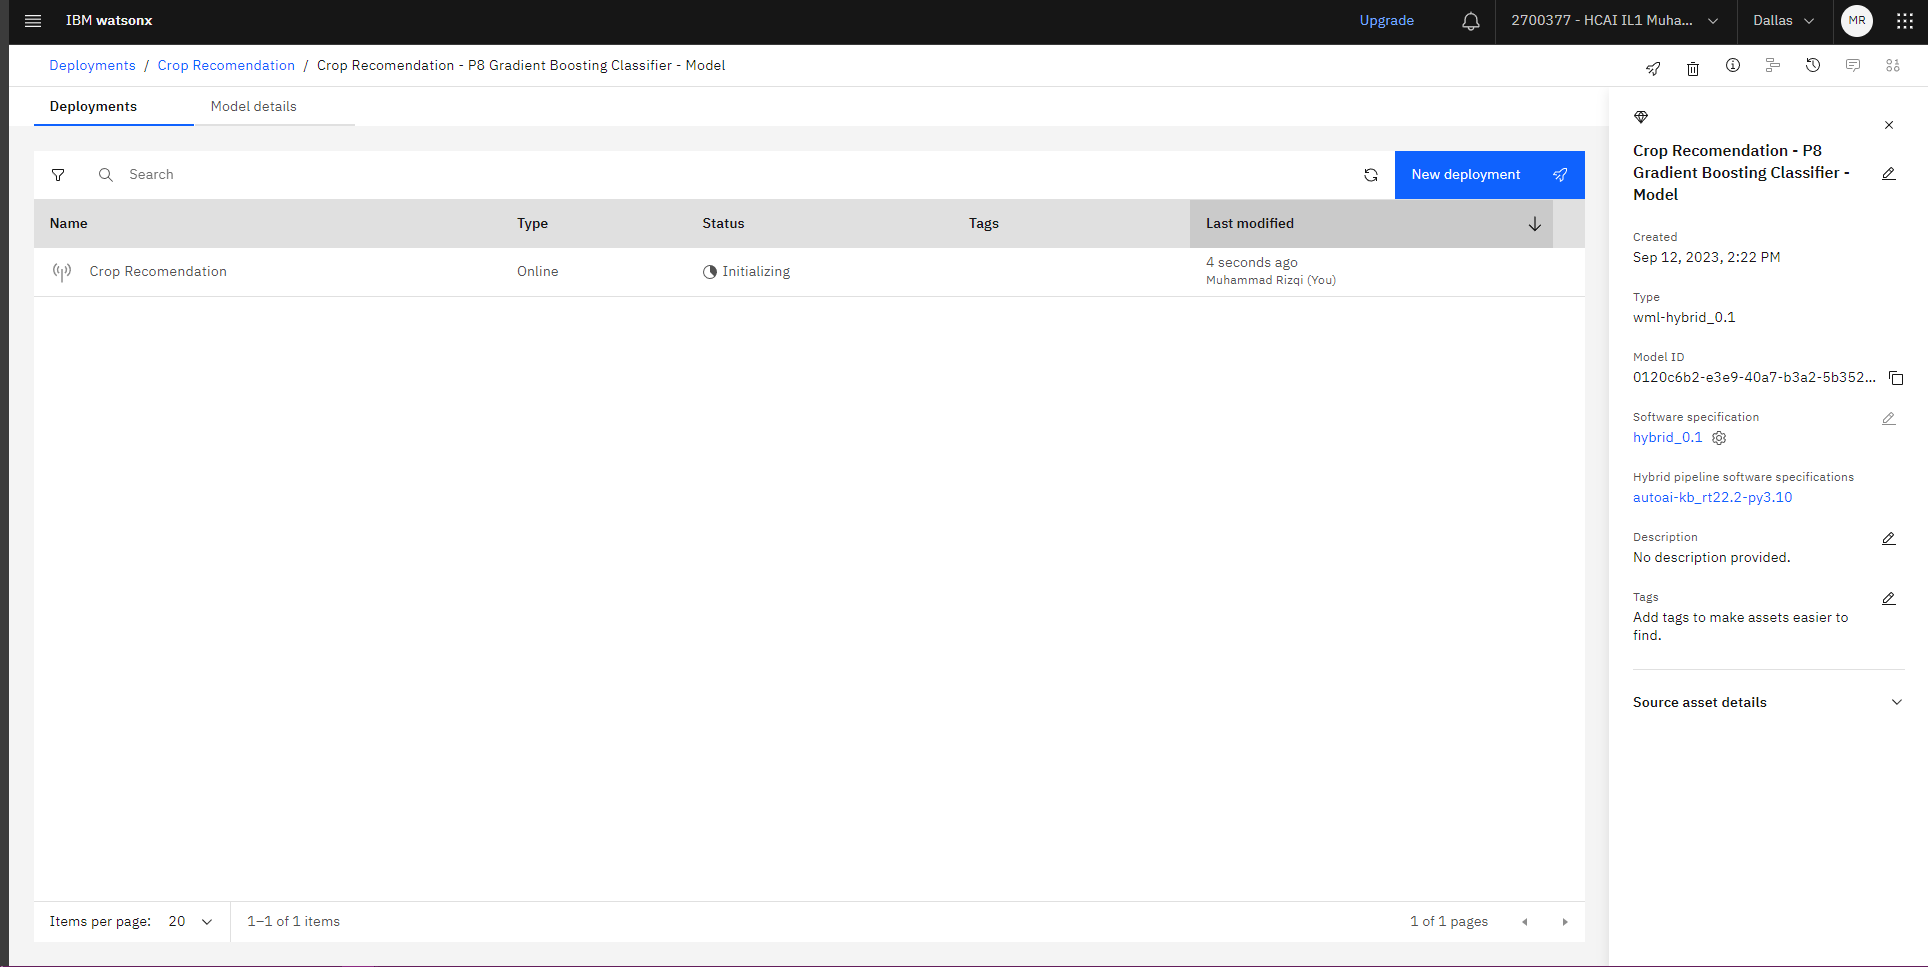 IBM watsonx
Upgrade
2700377 - HCAI IL1 Muha...
Dallas
MR
Deployments / Crop Recomendation / Crop Recomendation - P8 Gradient Boosting Classifier - Model
Deployments
Model details
Search
New deployment
Name Type Status Tags Last modified
Crop Recomendation Online Initializing 4 seconds ago
Muhammad Rizqi (You)
Items per page: 20
1–1 of 1 items
1 of 1 pages
Crop Recomendation - P8
Gradient Boosting Classifier -
Model
Created
Sep 12, 2023, 2:22 PM
Type
wml-hybrid_0.1
Model ID
0120c6b2-e3e9-40a7-b3a2-5b352...
Software specification
hybrid_0.1
Hybrid pipeline software specifications
autoai-kb_rt22.2-py3.10
Description
No description provided.
Tags
Add tags to make assets easier to
find.
Source asset details